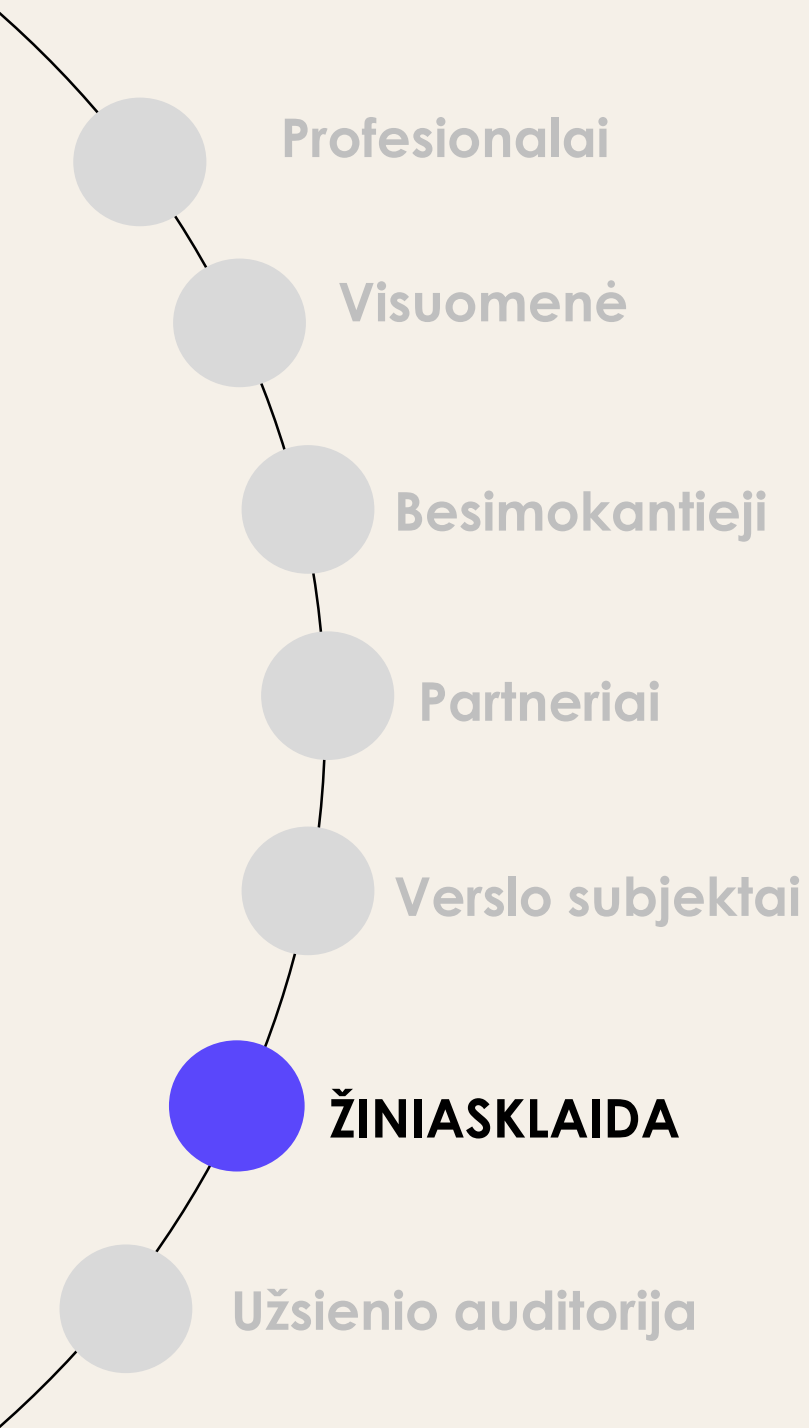 Profesionalai
Visuomenė
Besimokantieji
Partneriai
Verslo subjektai
ŽINIASKLAIDA
Užsienio auditorija